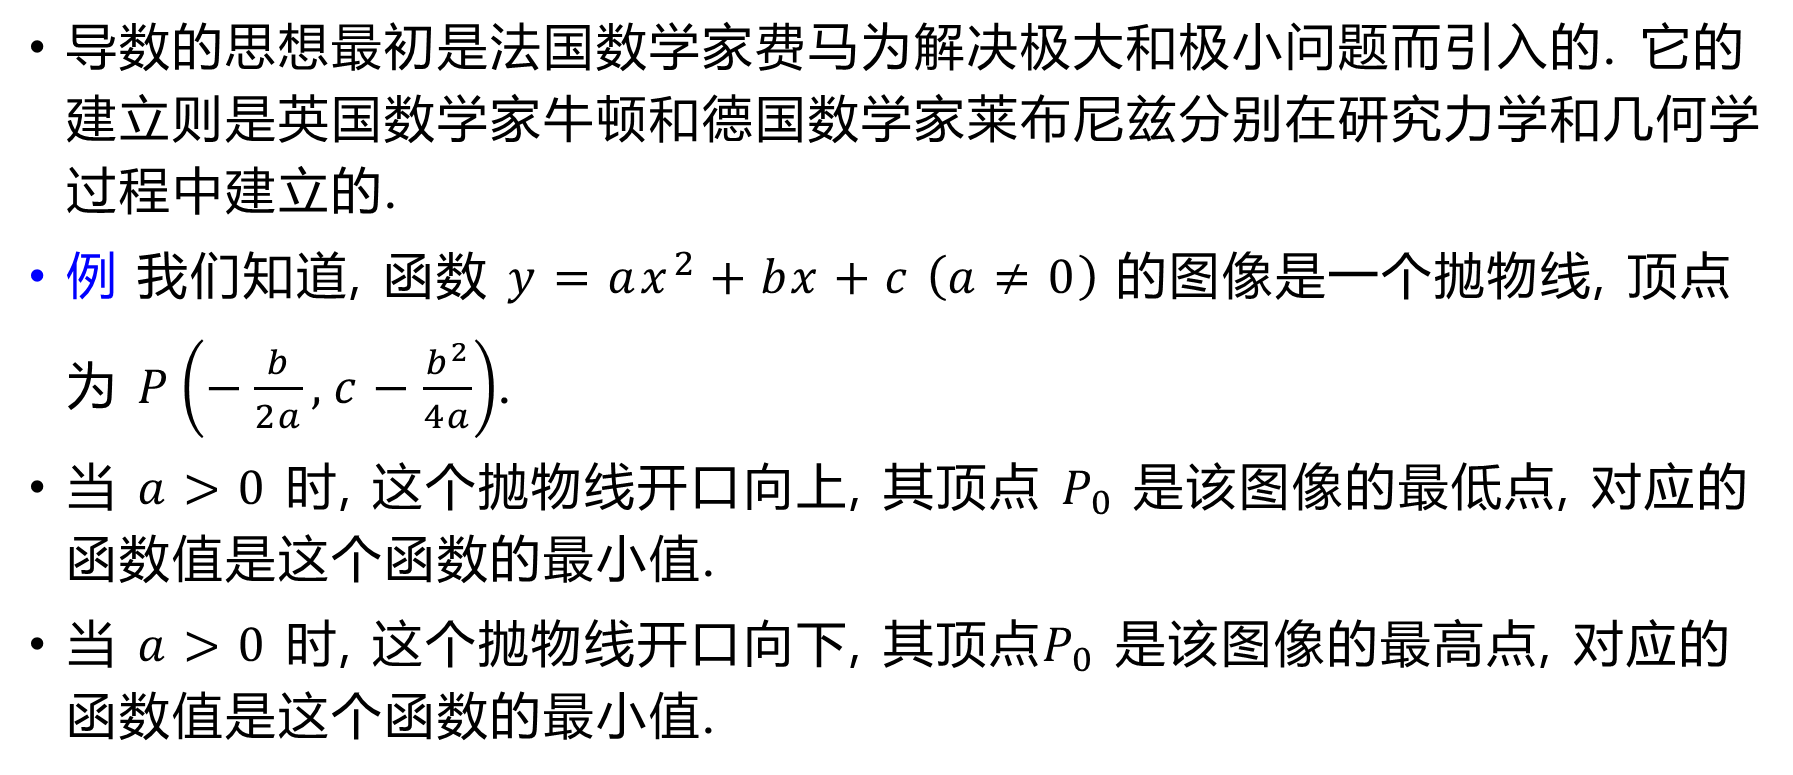 • 导数的思想最初是法国数学家费马为解决极大和极小问题而引入的. 它的
建立则是英国数学家牛顿和德国数学家莱布尼兹分别在研究力学和几何学
过程中建立的.
• 例 我们知道, 函数 y = ax² + bx + c (a ≠ 0) 的图像是一个抛物线, 顶点
为 P(−b/2a, c − b²/4a).
• 当 a > 0 时, 这个抛物线开口向上, 其顶点 P₀ 是该图像的最低点, 对应的
函数值是这个函数的最小值.
• 当 a > 0 时, 这个抛物线开口向下, 其顶点P₀ 是该图像的最高点, 对应的
函数值是这个函数的最小值.